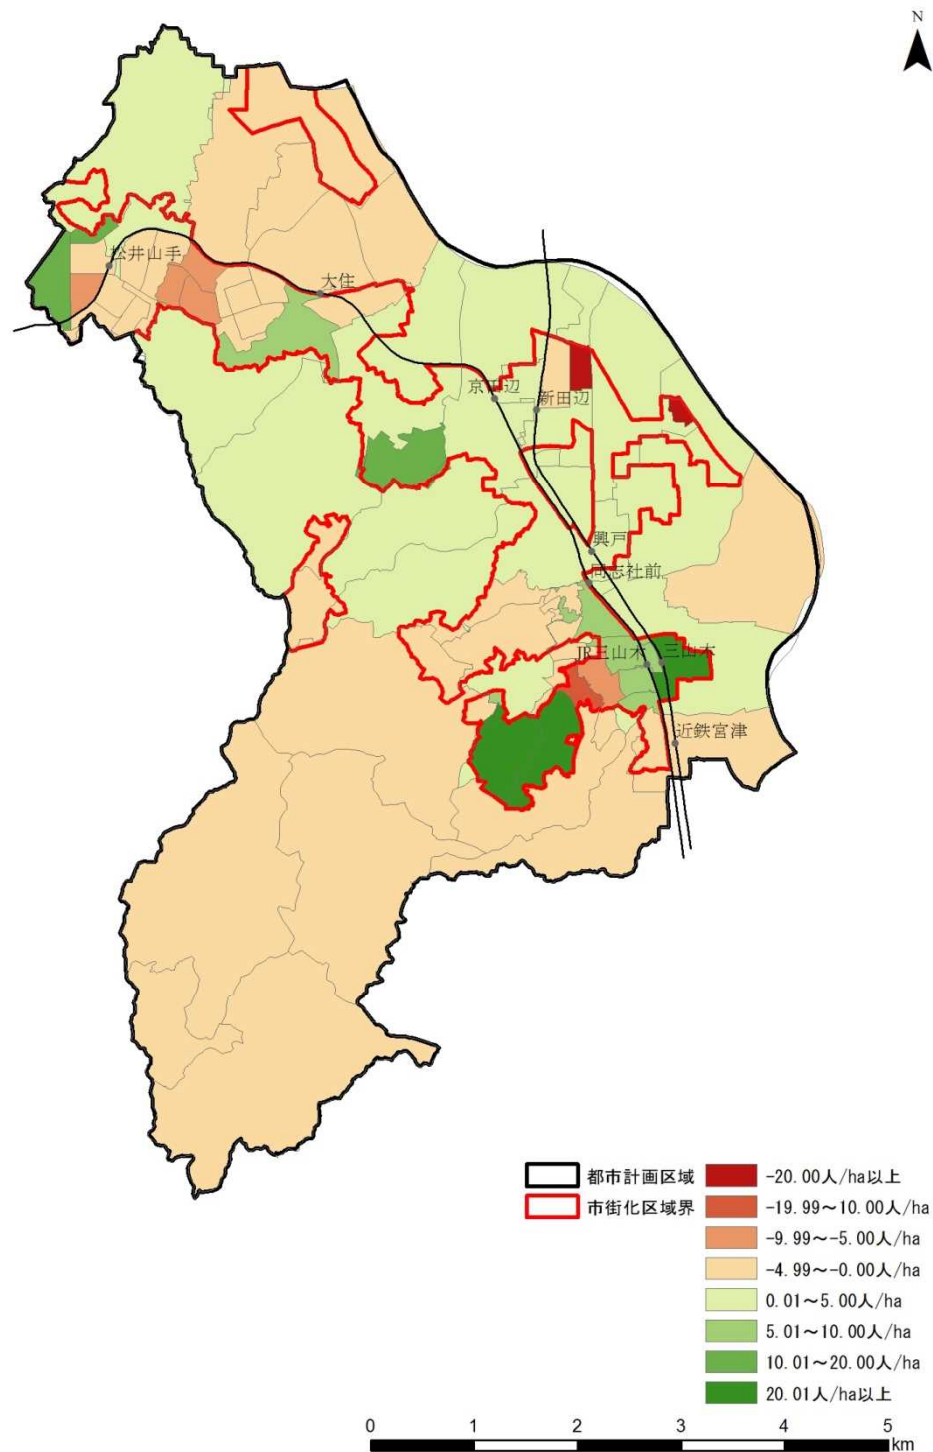 N
松井山手
大住
京田辺
新田辺
興戸
同志社前
JR三山木
三山木
近鉄宮津
都市計画区域
市街化区域界
-20.00人/ha以上
-19.99～10.00人/ha
-9.99～-5.00人/ha
-4.99～-0.00人/ha
0.01～5.00人/ha
5.01～10.00人/ha
10.01～20.00人/ha
20.01人/ha以上
0 1 2 3 4 5
km